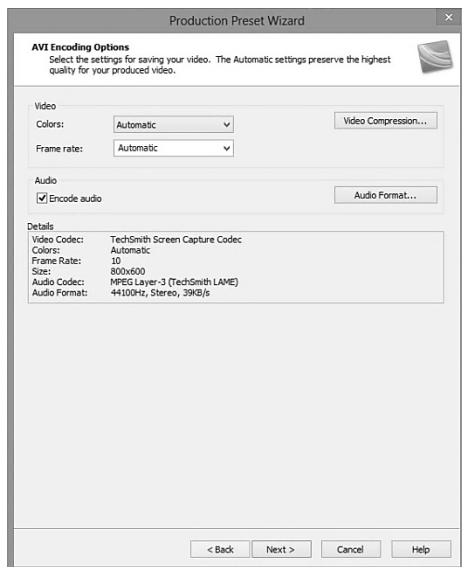 Production Preset Wizard
AVI Encoding Options
Select the settings for saving your video. The Automatic settings preserve the highest
quality for your produced video.
Video
Colors: Automatic Video Compression...
Frame rate: Automatic
Audio
Encode audio Audio Format...
Details
Video Codec: TechSmith Screen Capture Codec
Colors: Automatic
Frame Rate: 10
Size: 800x600
Audio Codec: MPEG Layer-3 (TechSmith LAME)
Audio Format: 44100Hz, Stereo, 39KB/s
< Back Next > Cancel Help